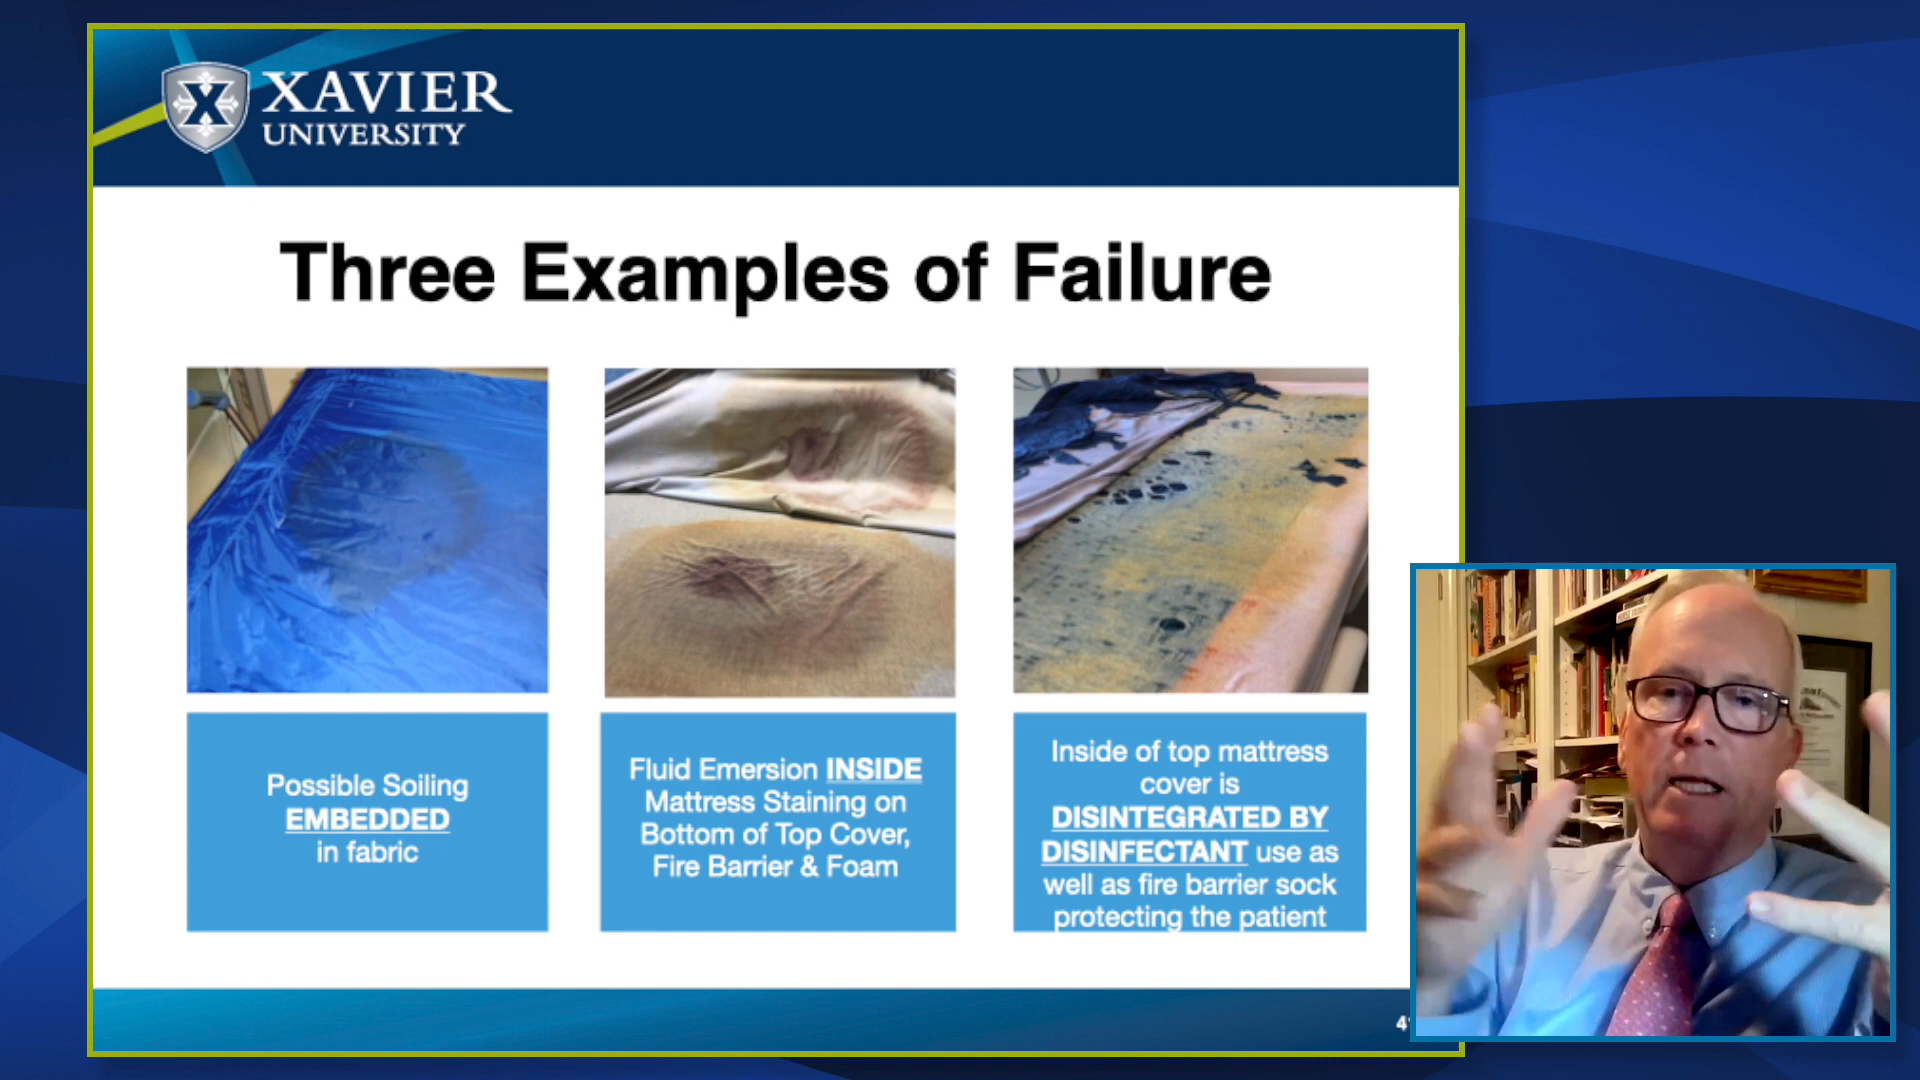 XAVIER
UNIVERSITY
Three Examples of Failure
Possible Soiling
EMBEDDED
in fabric
Fluid Emersion INSIDE
Mattress Staining on
Bottom of Top Cover,
Fire Barrier & Foam
Inside of top mattress
cover is
DISINTEGRATED BY
DISINFECTANT use as
well as fire barrier sock
protecting the patient